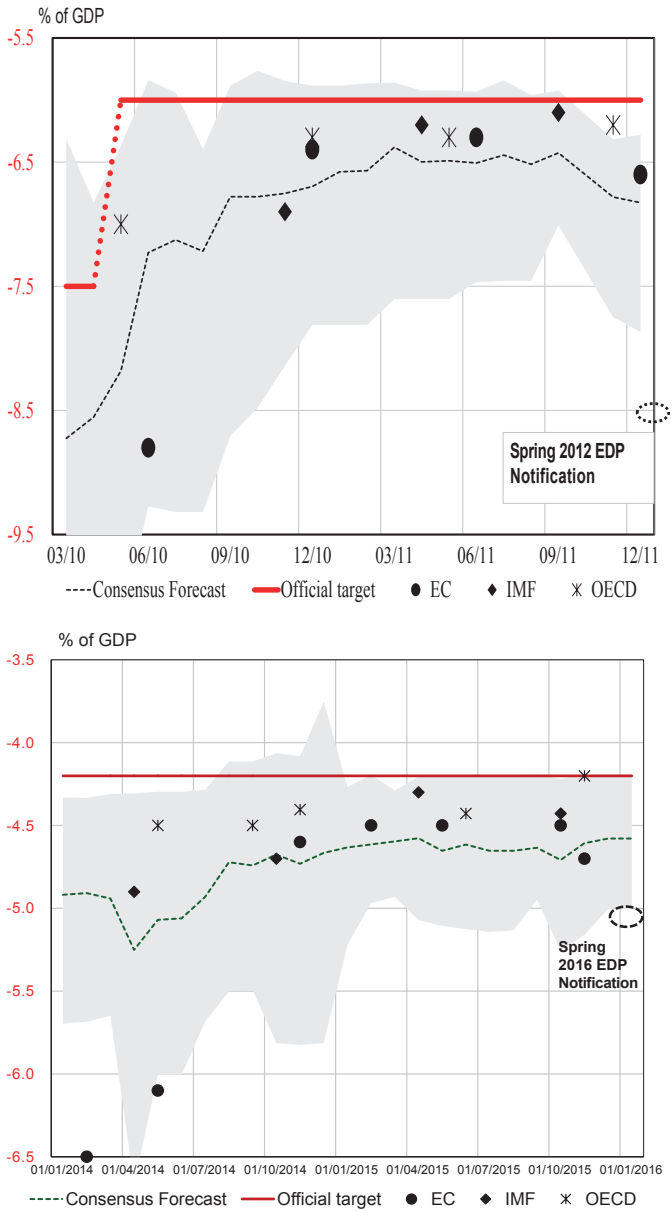 % of GDP
-5.5
-6.5
-7.5
-8.5
-9.5
Spring 2012 EDP
Notification
03/10 06/10 09/10 12/10 03/11 06/11 09/11 12/11
Consensus Forecast Official target EC IMF OECD
% of GDP
-3.5
-4.0
-4.5
-5.0
-5.5
-6.0
-6.5
Spring
2016 EDP
Notification
01/01/2014 01/04/2014 01/07/2014 01/10/2014 01/01/2015 01/04/2015 01/07/2015 01/10/2015 01/01/2016
Consensus Forecast Official target EC IMF OECD